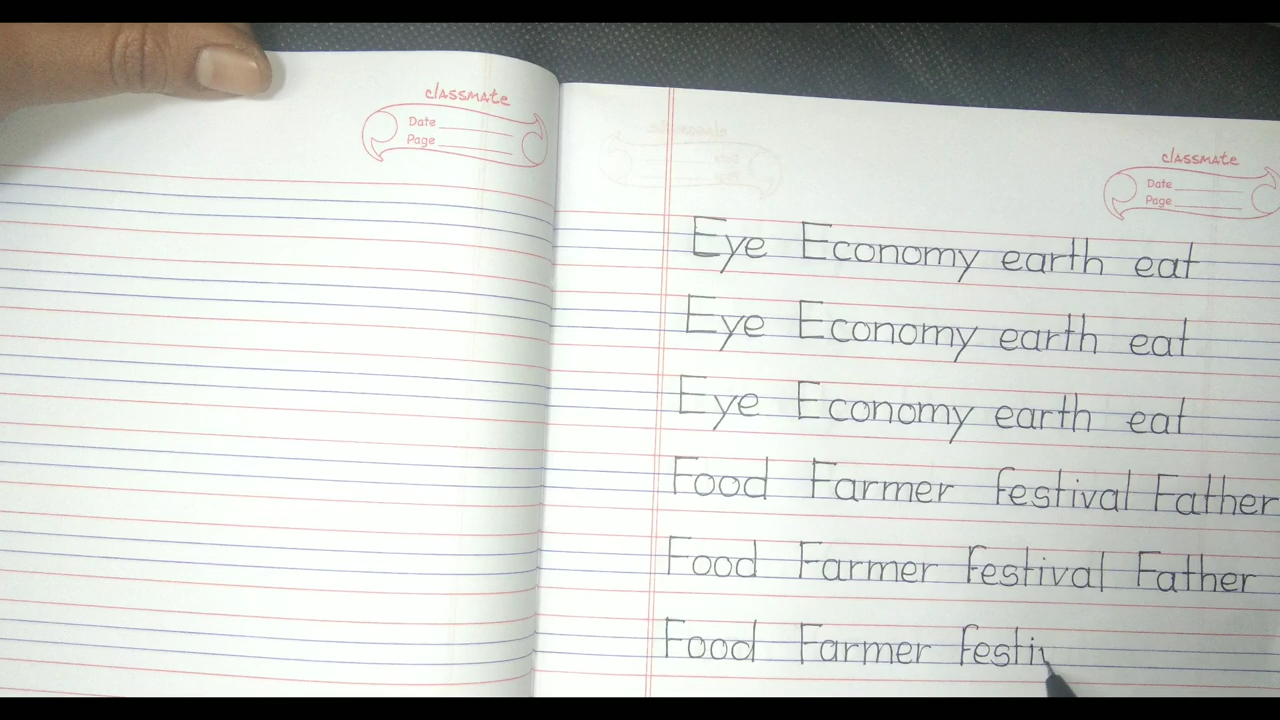 classmate
Date
Page
classmate
Date
Page
Eye Economy earth eat
Eye Economy earth eat
Eye Economy earth eat
Food Farmer festival Father
Food Farmer festival Father
Food Farmer festiv